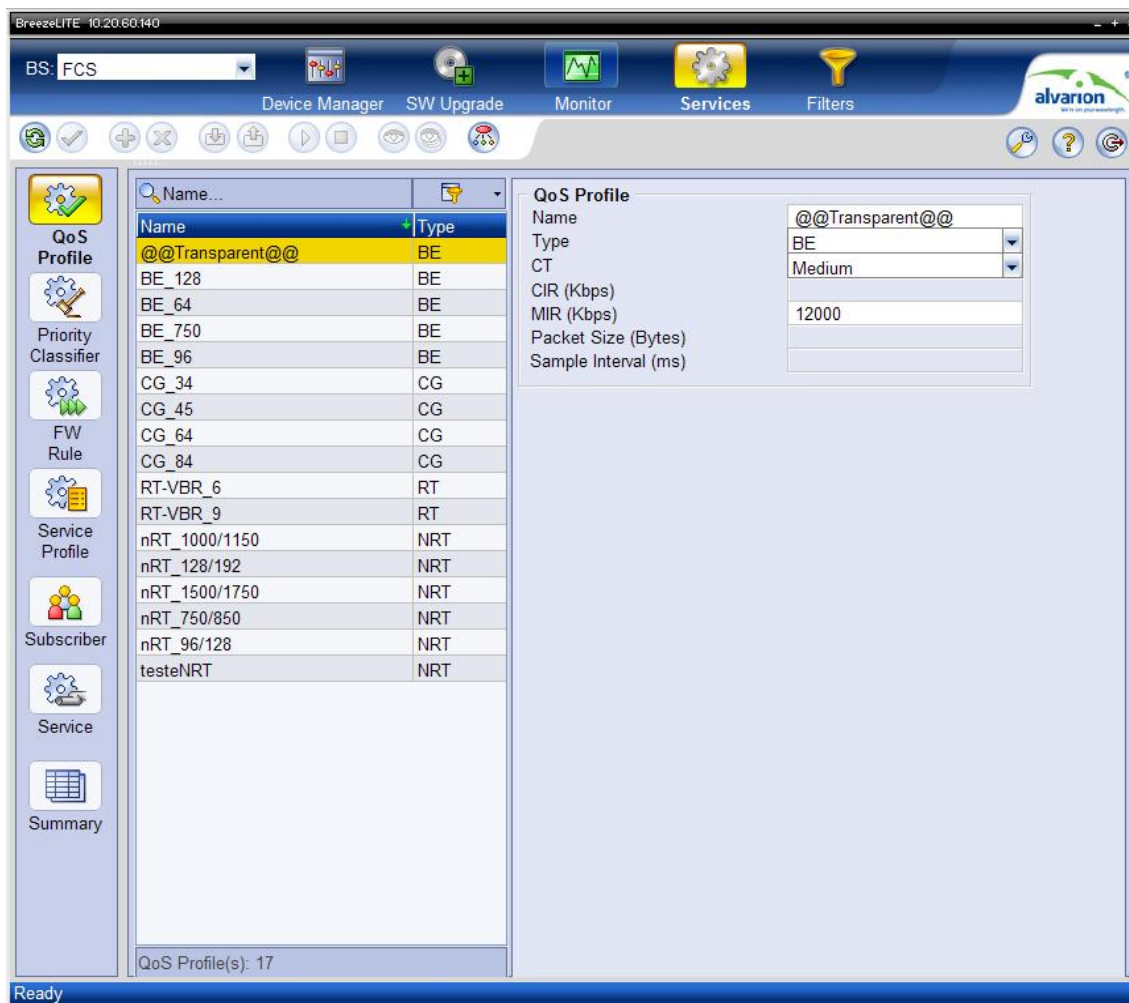 BreezeLITE 10.20.60.140
BS: FCS
Device Manager
SW Upgrade
Monitor
Services
Filters
alvarion
QoS
Profile
Priority
Classifier
FW
Rule
Service
Profile
Subscriber
Service
Summary
Name...
Name Type
@@Transparent@@ BE
BE_128 BE
BE_64 BE
BE_750 BE
BE_96 BE
CG_34 CG
CG_45 CG
CG_64 CG
CG_84 CG
RT-VBR_6 RT
RT-VBR_9 RT
nRT_1000/1150 NRT
nRT_128/192 NRT
nRT_1500/1750 NRT
nRT_750/850 NRT
nRT_96/128 NRT
testeNRT NRT
QoS Profile(s): 17
QoS Profile
Name @@Transparent@@
Type BE
CT Medium
CIR (Kbps)
MIR (Kbps) 12000
Packet Size (Bytes)
Sample Interval (ms)
Ready